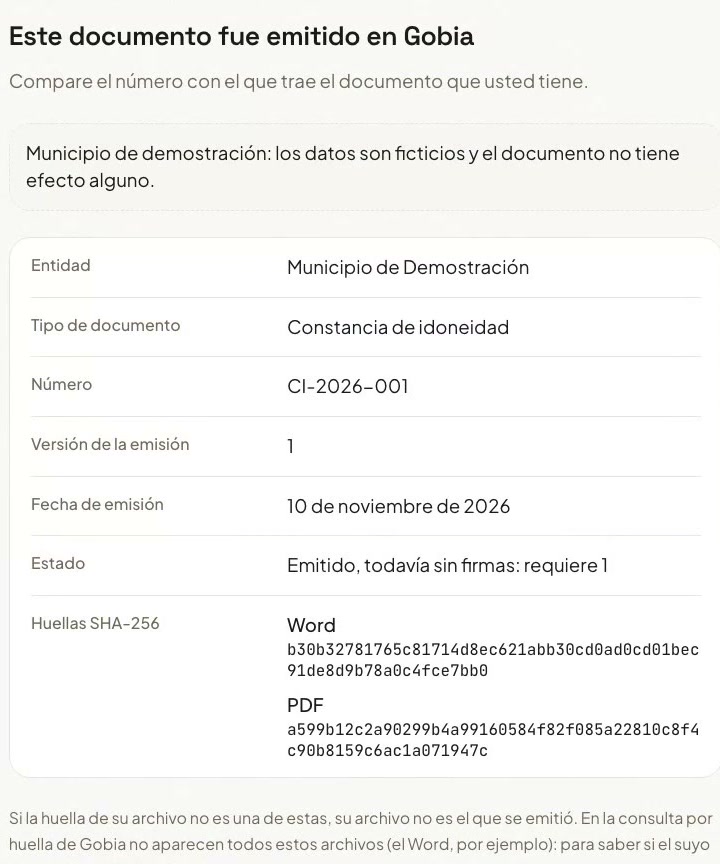 Este documento fue emitido en Gobia
Compare el número con el que trae el documento que usted tiene.
Municipio de demostración: los datos son ficticios y el documento no tiene
efecto alguno.
Entidad
Municipio de Demostración
Tipo de documento
Constancia de idoneidad
Número
CI-2026-001
Versión de la emisión
1
Fecha de emisión
10 de noviembre de 2026
Estado
Emitido, todavía sin firmas: requiere 1
Huellas SHA-256
Word
b30b32781765c81714d8ec621abb30cd0ad0cd01bec
91de8d9b78a0c4fce7bb0
PDF
a599b12c2a90299b4a99160584f82f085a22810c8f4
c90b8159c6ac1a071947c
Si la huella de su archivo no es una de estas, su archivo no es el que se emitió. En la consulta por
huella de Gobia no aparecen todos estos archivos (el Word, por ejemplo): para saber si el suyo